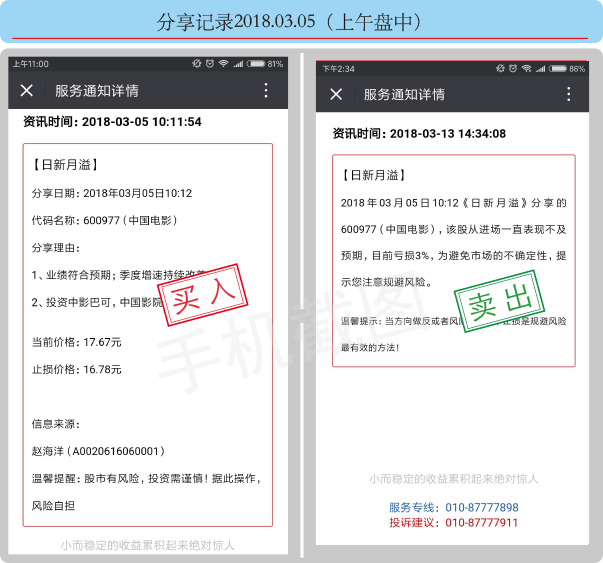 分享记录2018.03.05（上午盘中）
上午11:00
81%
服务通知详情
资讯时间: 2018-03-05 10:11:54
【日新月溢】
分享日期: 2018年03月05日10:12
代码名称: 600977 (中国电影)
分享理由:
1、业绩符合预期; 季度增速持续改善
2、投资中影巴可, 中国影院
买入
当前价格: 17.67元
止损价格: 16.78元
信息来源:
赵海洋 (A0020616060001)
温馨提醒: 股市有风险, 投资需谨慎! 据此操作,
风险自担
小而稳定的收益累积起来绝对惊人
下午2:34
86%
服务通知详情
资讯时间: 2018-03-13 14:34:08
【日新月溢】
2018年03月05日10:12《日新月溢》分享的
600977 (中国电影) , 该股从进场一直表现不及
预期, 目前亏损3%, 为避免市场的不确定性, 提
示您注意规避风险。
卖出
温馨提示: 当方向做反或者风 止损是规避风险
最有效的方法!
小而稳定的收益累积起来绝对惊人
服务专线: 010-87777898
投诉建议: 010-87777911
手机截图